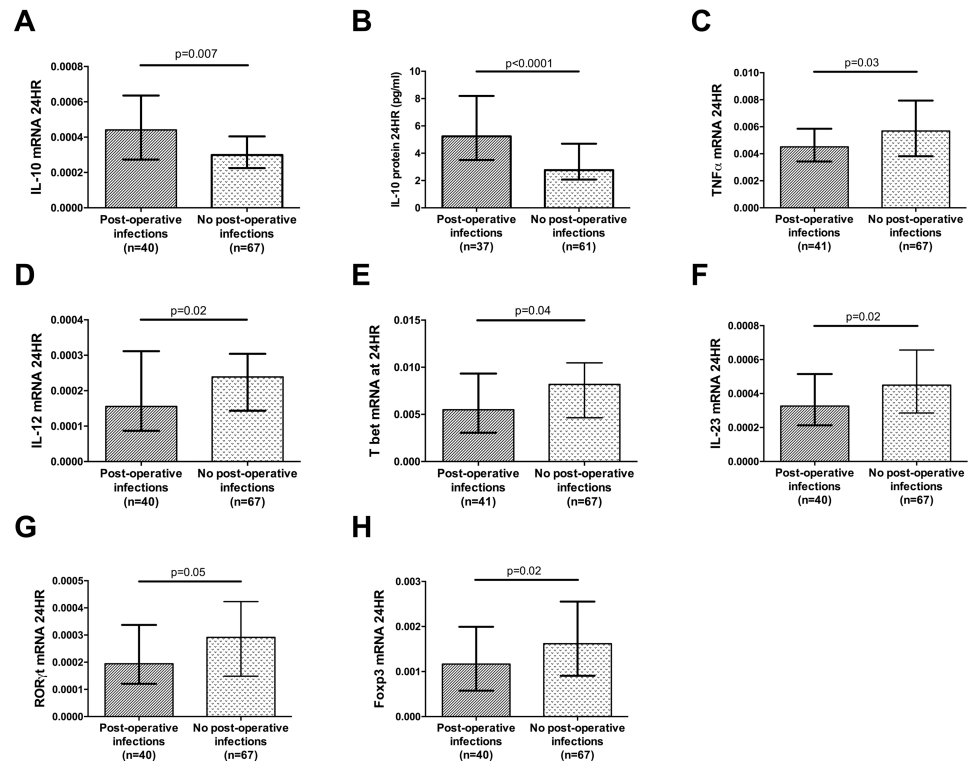 A
p=0.007
IL-10 mRNA 24HR
0.0008
0.0006
0.0004
0.0002
0.0000
Post-operative No post-operative
infections infections
(n=40) (n=67)
B
p<0.0001
IL-10 protein 24HR (pg/ml)
10
8
6
4
2
0
Post-operative No post-operative
infections infections
(n=37) (n=61)
C
p=0.03
TNFα mRNA 24HR
0.010
0.008
0.006
0.004
0.002
0.000
Post-operative No post-operative
infections infections
(n=41) (n=67)
D
p=0.02
IL-12 mRNA 24HR
0.0004
0.0003
0.0002
0.0001
0.0000
Post-operative No post-operative
infections infections
(n=40) (n=67)
E
p=0.04
T bet mRNA at 24HR
0.015
0.010
0.005
0.000
Post-operative No post-operative
infections infections
(n=41) (n=67)
F
p=0.02
IL-23 mRNA 24HR
0.0008
0.0006
0.0004
0.0002
0.0000
Post-operative No post-operative
infections infections
(n=40) (n=67)
G
p=0.05
RORγt mRNA 24HR
0.0005
0.0004
0.0003
0.0002
0.0001
0.0000
Post-operative No post-operative
infections infections
(n=40) (n=67)
H
p=0.02
Foxp3 mRNA 24HR
0.003
0.002
0.001
0.000
Post-operative No post-operative
infections infections
(n=40) (n=67)